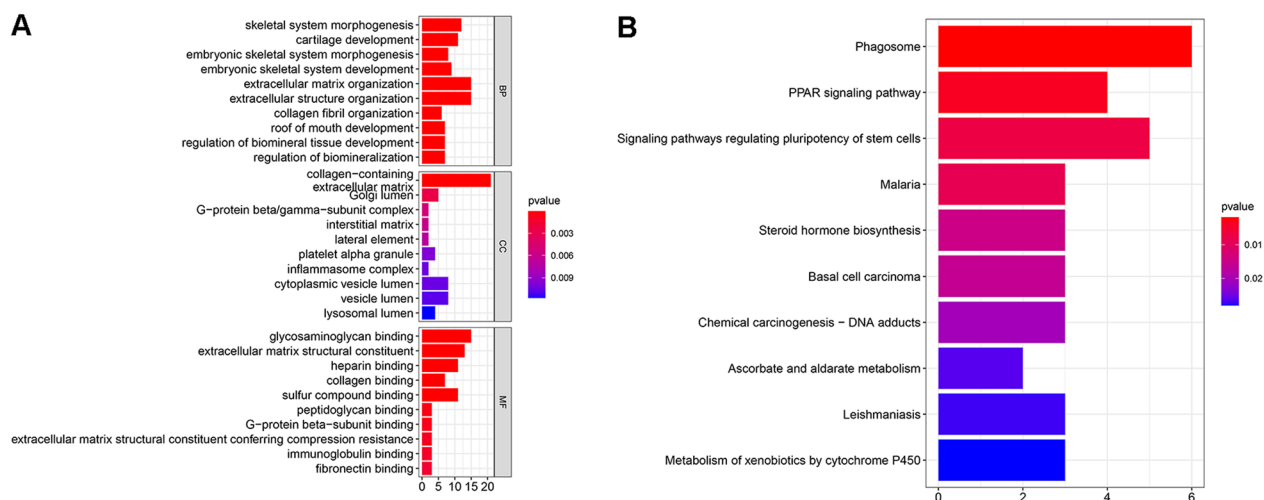 A
skeletal system morphogenesis
cartilage development
embryonic skeletal system morphogenesis
embryonic skeletal system development
extracellular matrix organization
extracellular structure organization
collagen fibril organization
roof of mouth development
regulation of biomineral tissue development
regulation of biomineralization
BP
collagen−containing
extracellular matrix
Golgi lumen
G−protein beta/gamma−subunit complex
interstitial matrix
lateral element
platelet alpha granule
inflammasome complex
cytoplasmic vesicle lumen
vesicle lumen
lysosomal lumen
CC
glycosaminoglycan binding
extracellular matrix structural constituent
heparin binding
collagen binding
sulfur compound binding
peptidoglycan binding
G−protein beta−subunit binding
extracellular matrix structural constituent conferring compression resistance
immunoglobulin binding
fibronectin binding
MF
0 5 10 15 20
pvalue
0.003
0.006
0.009
B
Phagosome
PPAR signaling pathway
Signaling pathways regulating pluripotency of stem cells
Malaria
Steroid hormone biosynthesis
Basal cell carcinoma
Chemical carcinogenesis − DNA adducts
Ascorbate and aldarate metabolism
Leishmaniasis
Metabolism of xenobiotics by cytochrome P450
0 2 4 6
pvalue
0.01
0.02